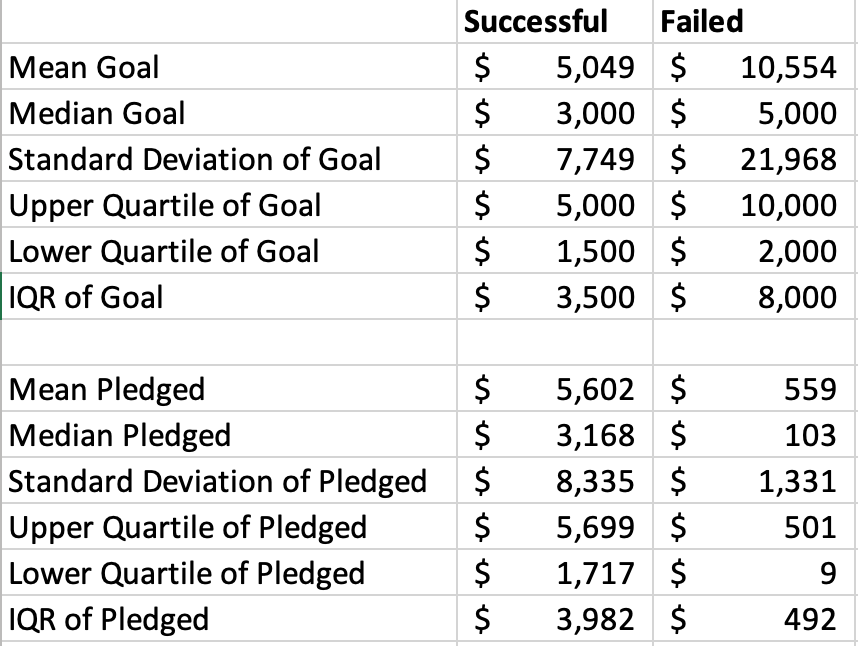 Successful Failed
Mean Goal $ 5,049 $ 10,554
Median Goal $ 3,000 $ 5,000
Standard Deviation of Goal $ 7,749 $ 21,968
Upper Quartile of Goal $ 5,000 $ 10,000
Lower Quartile of Goal $ 1,500 $ 2,000
IQR of Goal $ 3,500 $ 8,000
Mean Pledged $ 5,602 $ 559
Median Pledged $ 3,168 $ 103
Standard Deviation of Pledged $ 8,335 $ 1,331
Upper Quartile of Pledged $ 5,699 $ 501
Lower Quartile of Pledged $ 1,717 $ 9
IQR of Pledged $ 3,982 $ 492